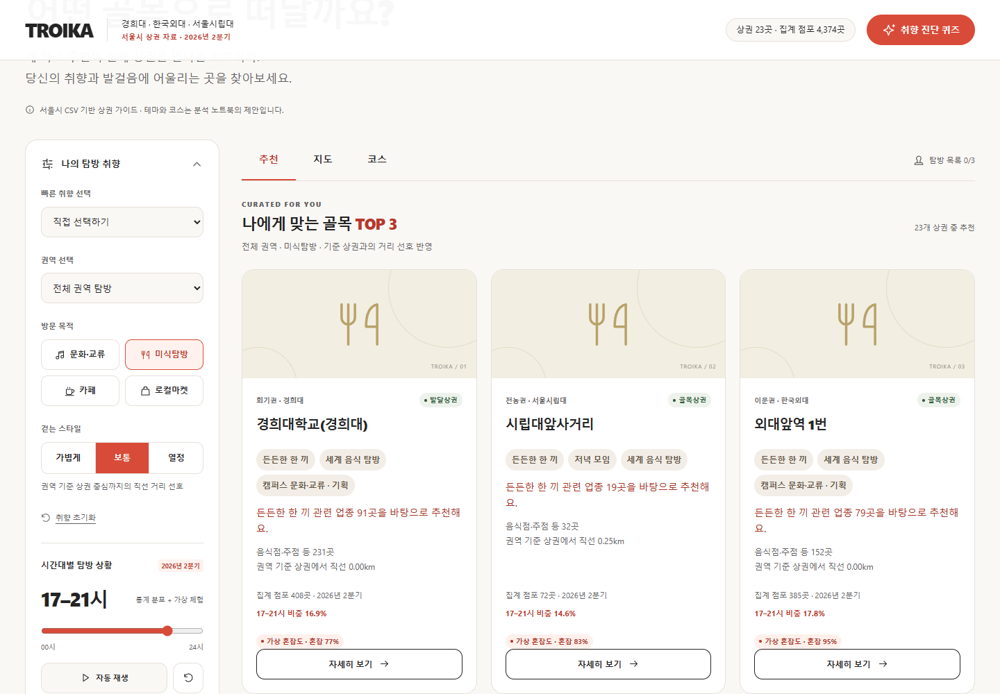 어떤 골목으로 떠날까요?
TROIKA
경희대 · 한국외대 · 서울시립대
서울시 상권 자료 · 2026년 2분기
상권 23곳 · 집계 점포 4,374곳
취향 진단 퀴즈
당신의 취향과 발걸음에 어울리는 곳을 찾아보세요.
서울시 CSV 기반 상권 가이드 · 테마와 코스는 분석 노트북의 제안입니다.
나의 탐방 취향
빠른 취향 선택
직접 선택하기
권역 선택
전체 권역 탐방
방문 목적
문화·교류
미식탐방
카페
로컬마켓
걷는 스타일
가볍게
보통
열정
권역 기준 상권 중심까지의 직선 거리 선호
취향 초기화
시간대별 탐방 상황
2026년 2분기
17–21시
통계 분포 + 가상 체험
00시
24시
자동 재생
추천
지도
코스
탐방 목록 0/3
CURATED FOR YOU
나에게 맞는 골목 TOP 3
23개 상권 중 추천
전체 권역 · 미식탐방 · 기준 상권과의 거리 선호 반영
TROIKA / 01
회기권 · 경희대
발달상권
경희대학교(경희대)
든든한 한 끼
세계 음식 탐방
캠퍼스 문화·교류 · 기획
든든한 한 끼 관련 업종 91곳을 바탕으로 추천해
요.
음식점·주점 등 231곳
권역 기준 상권에서 직선 0.00km
집계 점포 408곳 · 2026년 2분기
17–21시 비중 16.9%
가상 혼잡도 · 혼잡 77%
자세히 보기
TROIKA / 02
전농권 · 서울시립대
골목상권
시립대앞사거리
든든한 한 끼
저녁 모임
세계 음식 탐방
든든한 한 끼 관련 업종 19곳을 바탕으로 추천해
요.
음식점·주점 등 32곳
권역 기준 상권에서 직선 0.25km
집계 점포 72곳 · 2026년 2분기
17–21시 비중 14.6%
가상 혼잡도 · 혼잡 83%
자세히 보기
TROIKA / 03
이문권 · 한국외대
골목상권
외대앞역 1번
든든한 한 끼
세계 음식 탐방
캠퍼스 문화·교류 · 기획
든든한 한 끼 관련 업종 79곳을 바탕으로 추천해
요.
음식점·주점 등 152곳
권역 기준 상권에서 직선 0.00km
집계 점포 385곳 · 2026년 2분기
17–21시 비중 17.8%
가상 혼잡도 · 혼잡 95%
자세히 보기